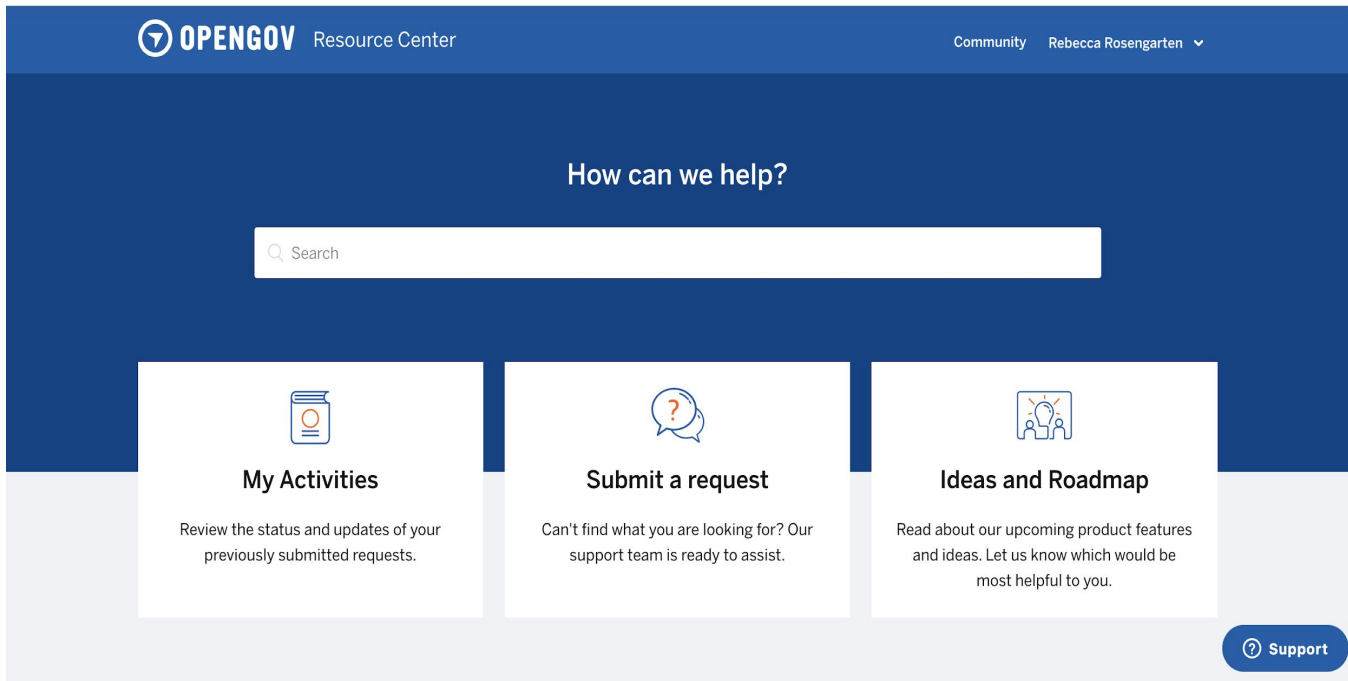 OPENGOV Resource Center
Community Rebecca Rosengarten
How can we help?
Search
?
My Activities
Review the status and updates of your
previously submitted requests.
Submit a request
Can't find what you are looking for? Our
support team is ready to assist.
Ideas and Roadmap
Read about our upcoming product features
and ideas. Let us know which would be
most helpful to you.
? Support